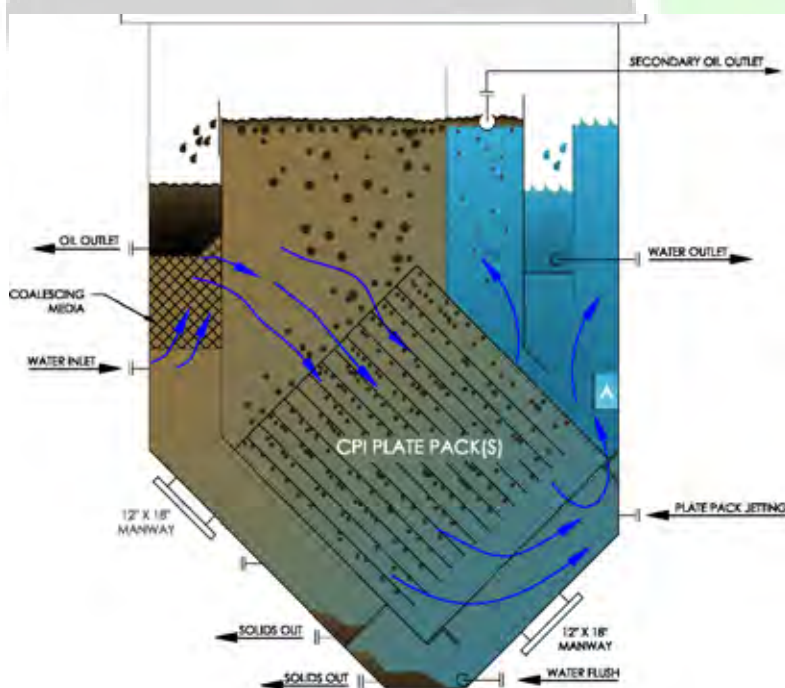 SECONDARY OIL OUTLET
OIL OUTLET
WATER OUTLET
COALESCING
MEDIA
WATER INLET
A
CPI PLATE PACK(S)
12" X 18"
MANWAY
PLATE PACK JETTING
SOLIDS OUT
12" X 18"
MANWAY
SOLIDS OUT
WATER FLUSH